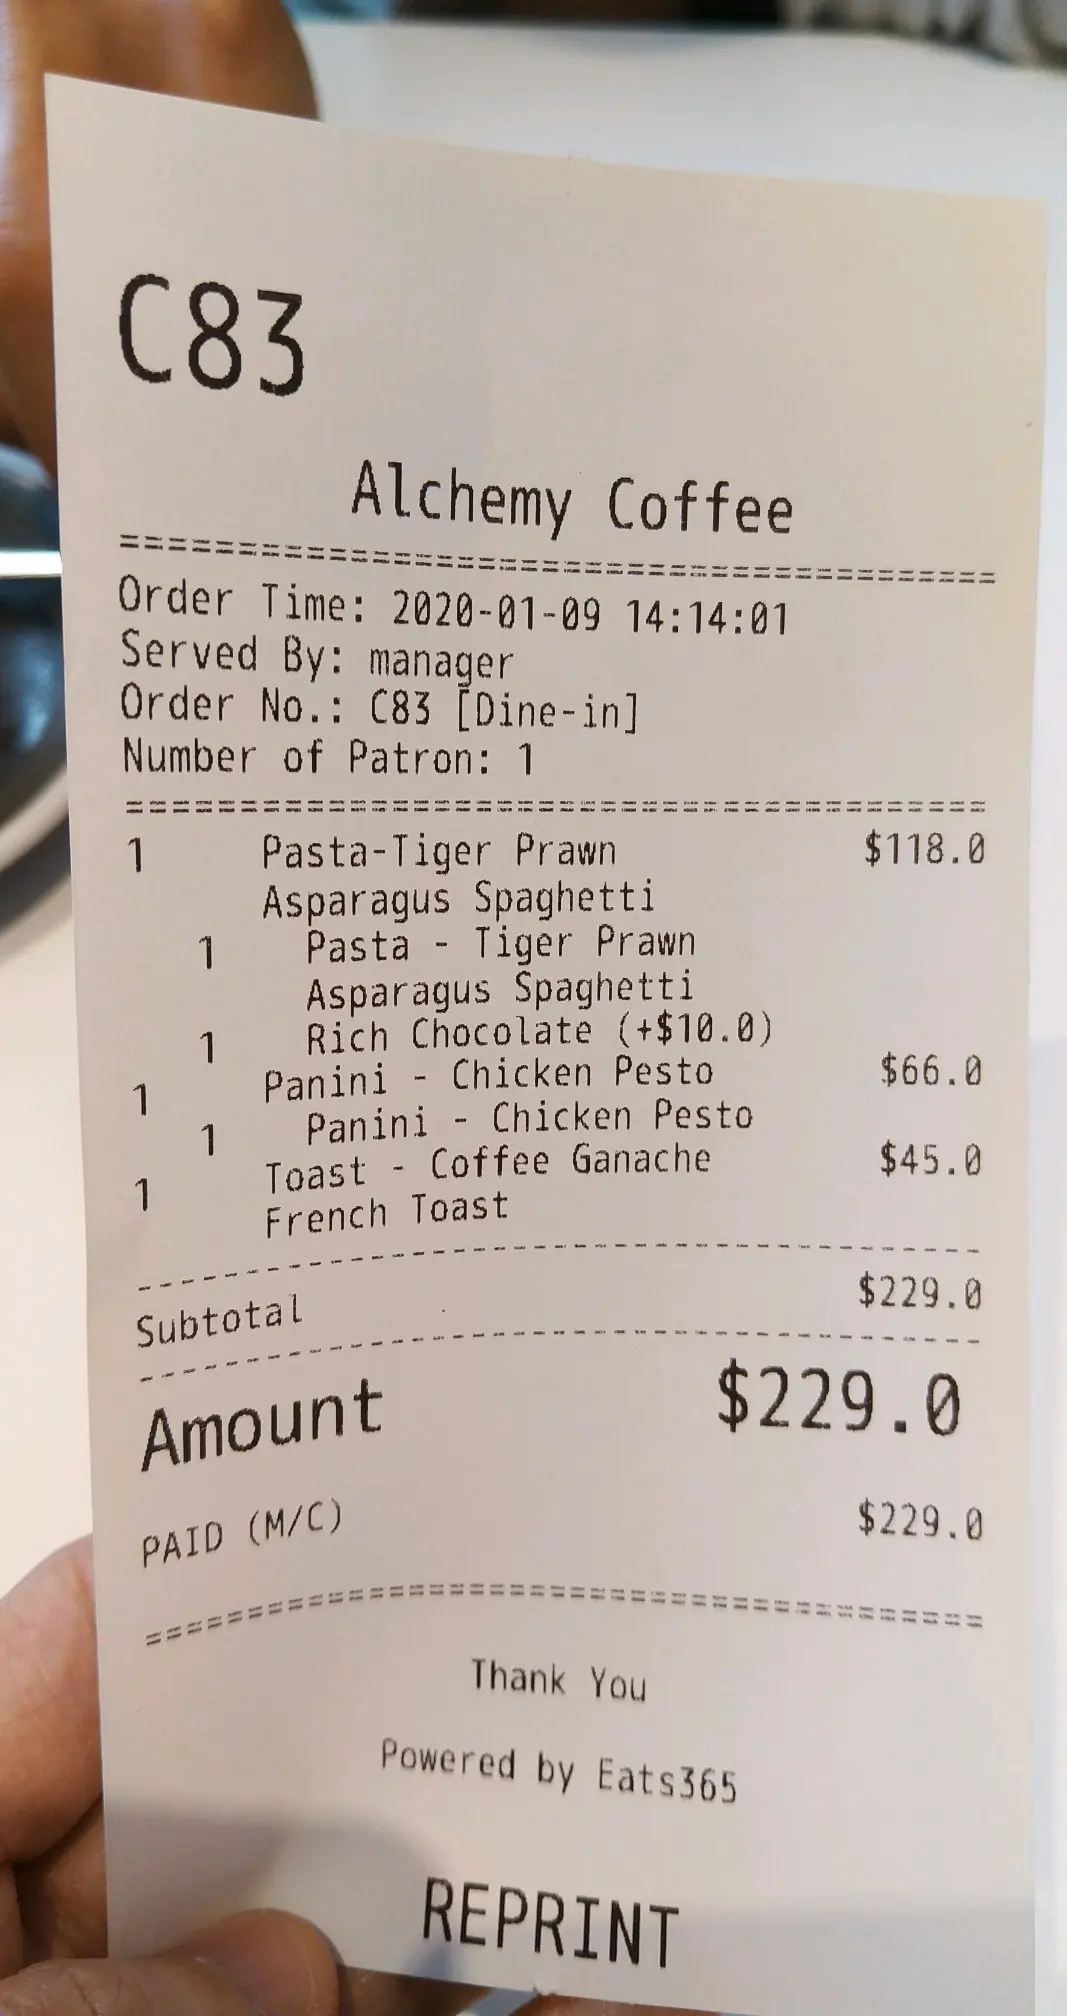 C83
Alchemy Coffee
=====================================
Order Time: 2020-01-09 14:14:01
Served By: manager
Order No.: C83 [Dine-in]
Number of Patron: 1
=====================================
1 Pasta-Tiger Prawn $118.0
Asparagus Spaghetti
1 Pasta - Tiger Prawn
Asparagus Spaghetti
1 Rich Chocolate (+$10.0)
1 Panini - Chicken Pesto $66.0
1 Panini - Chicken Pesto
1 Toast - Coffee Ganache $45.0
French Toast
-------------------------------------
Subtotal $229.0
-------------------------------------
Amount $229.0
PAID (M/C) $229.0
=====================================
Thank You
Powered by Eats365
REPRINT